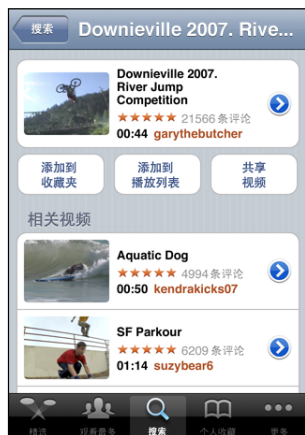 搜索
Downieville 2007. Rive...
Downieville 2007.
River Jump
Competition
★★★★★ 21566 条评论
00:44 garythebutcher
添加到
收藏夹
添加到
播放列表
共享
视频
相关视频
Aquatic Dog
★★★★★ 4994 条评论
00:50 kendrakicks07
SF Parkour
★★★★★ 6209 条评论
01:14 suzybear6
精选
观看最多
搜索
个人收藏
更多